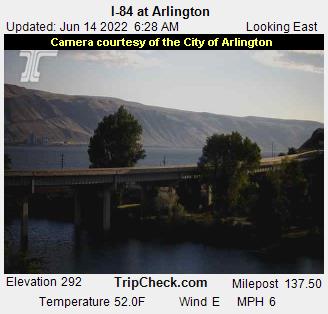 I-84 at Arlington
Updated: Jun 14 2022 6:28 AM Looking East
Camera courtesy of the City of Arlington
Elevation 292 TripCheck.com Milepost 137.50
Temperature 52.0F Wind E MPH 6